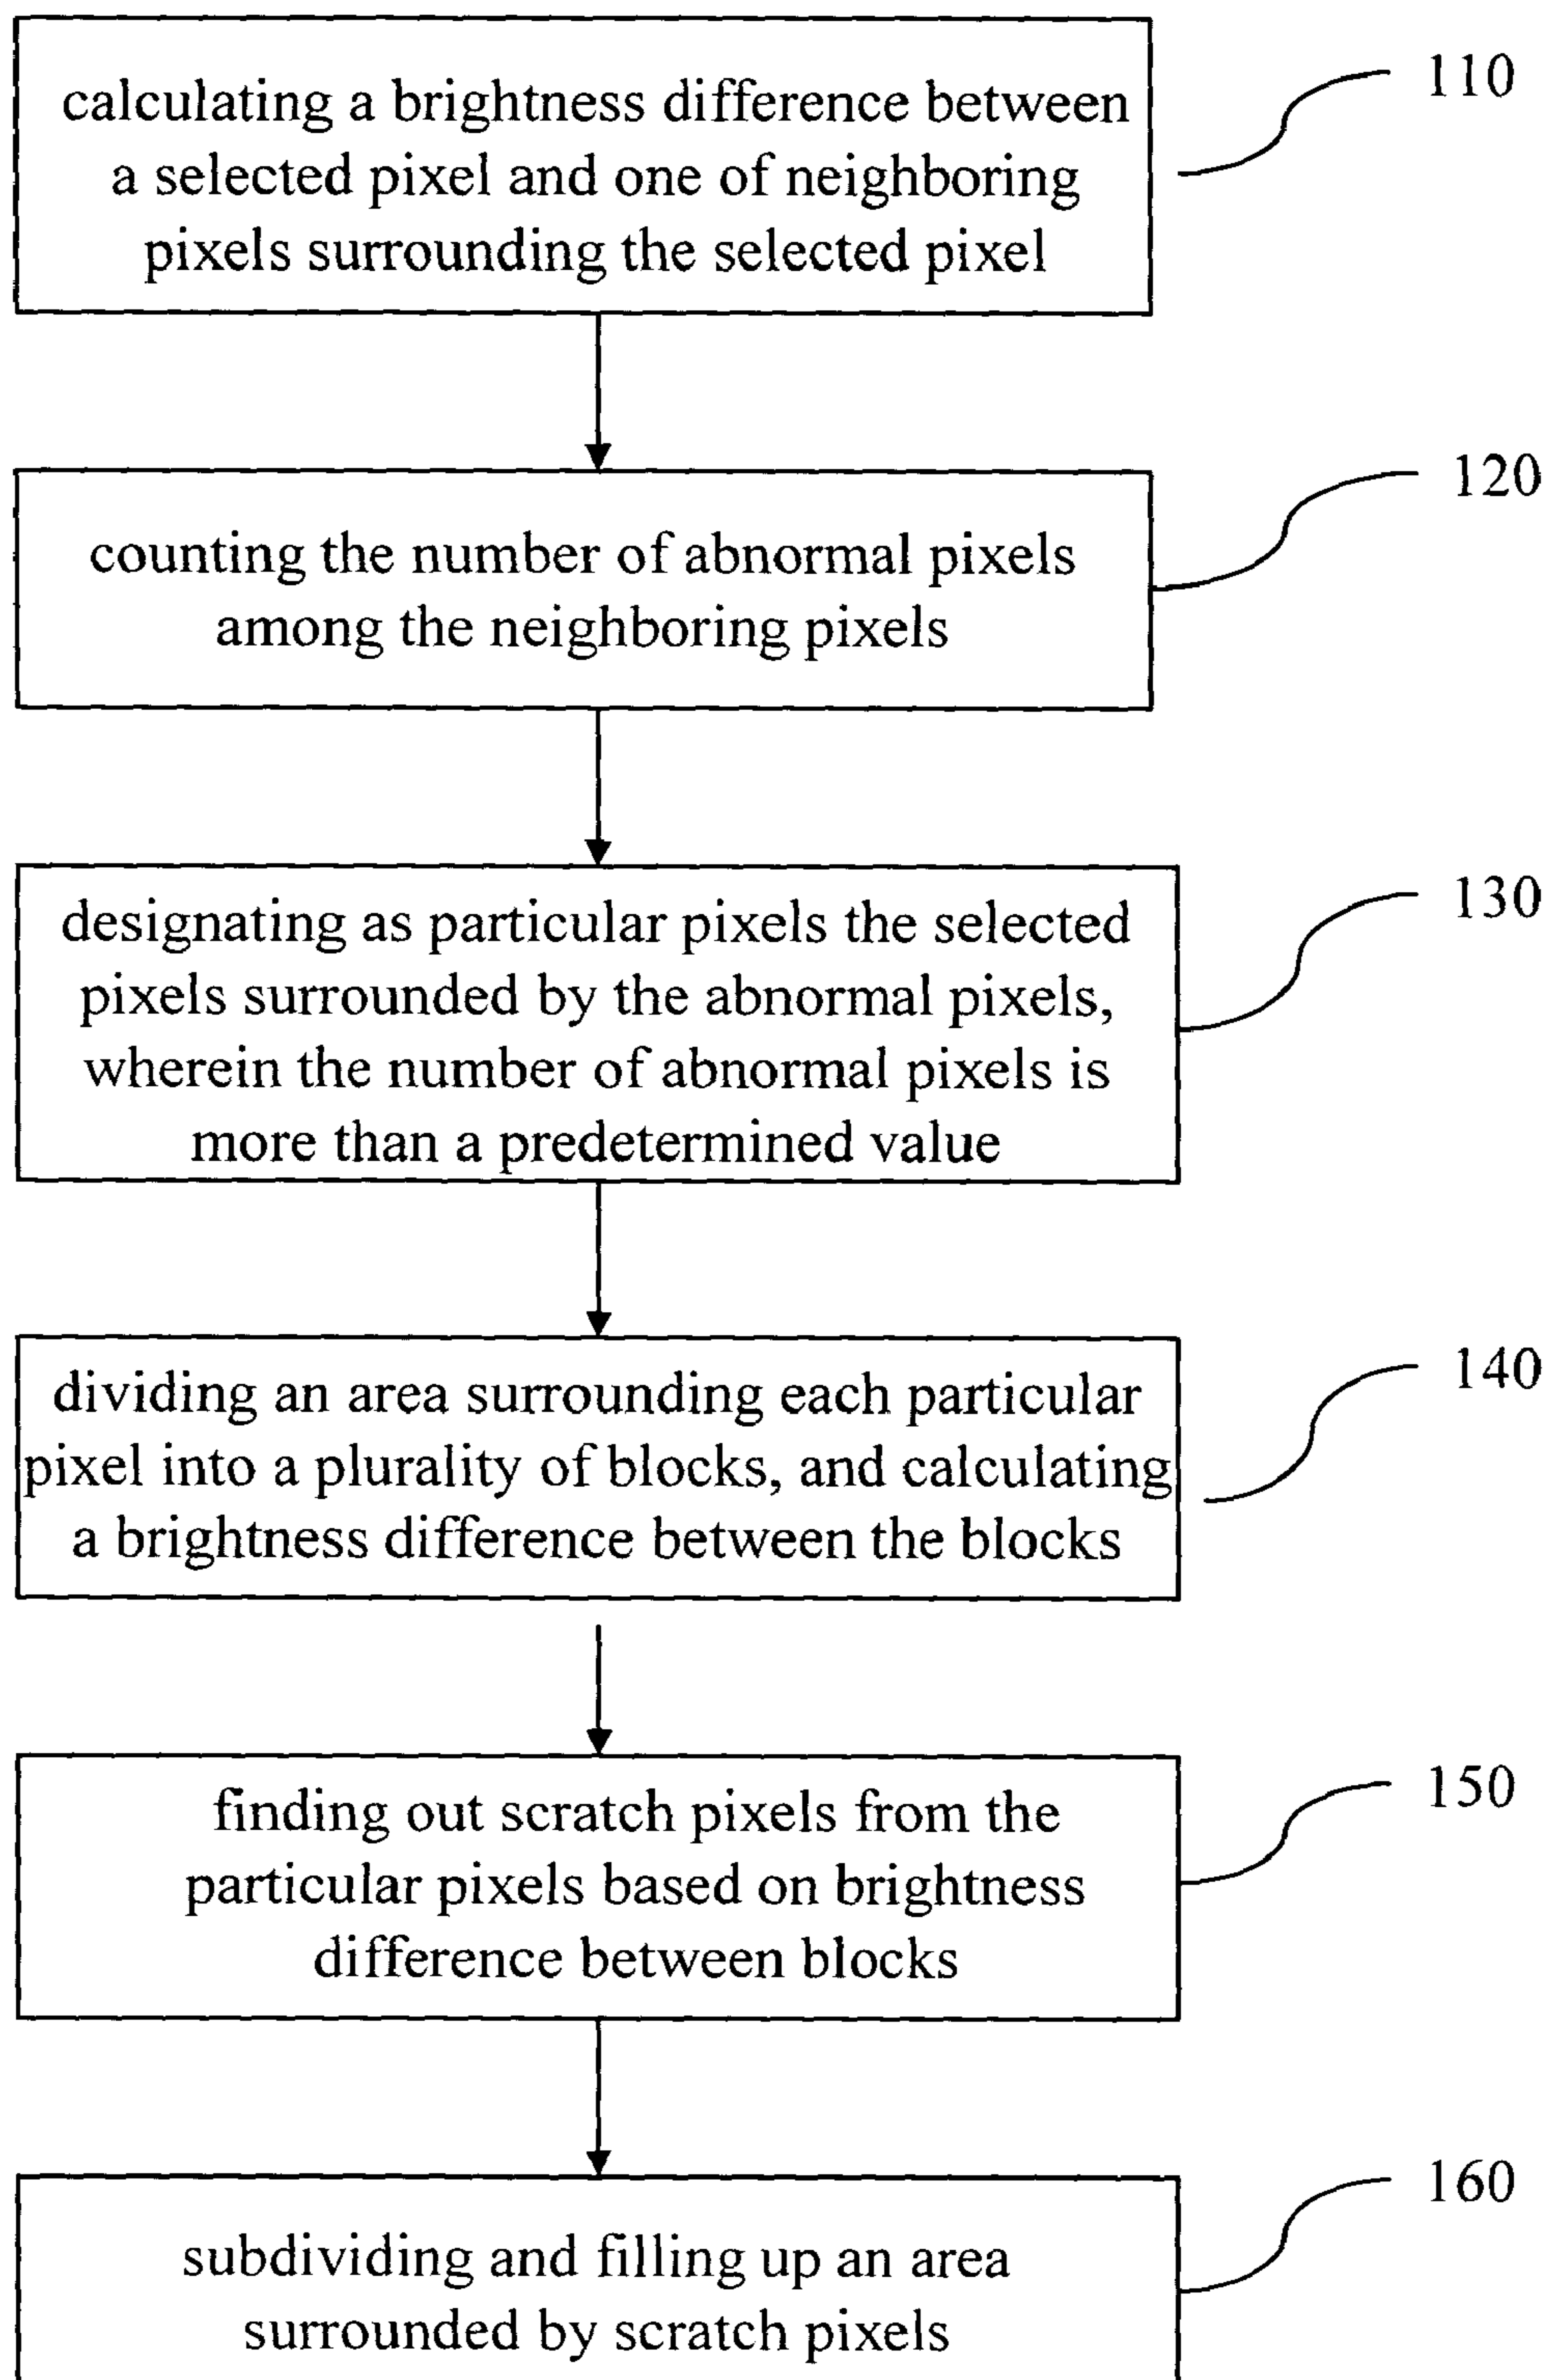 calculating a brightness difference between
a selected pixel and one of neighboring
pixels surrounding the selected pixel
110
counting the number of abnormal pixels
among the neighboring pixels
120
designating as particular pixels the selected
pixels surrounded by the abnormal pixels,
wherein the number of abnormal pixels is
more than a predetermined value
130
dividing an area surrounding each particular
pixel into a plurality of blocks, and calculating
a brightness difference between the blocks
140
finding out scratch pixels from the
particular pixels based on brightness
difference between blocks
150
subdividing and filling up an area
surrounded by scratch pixels
160